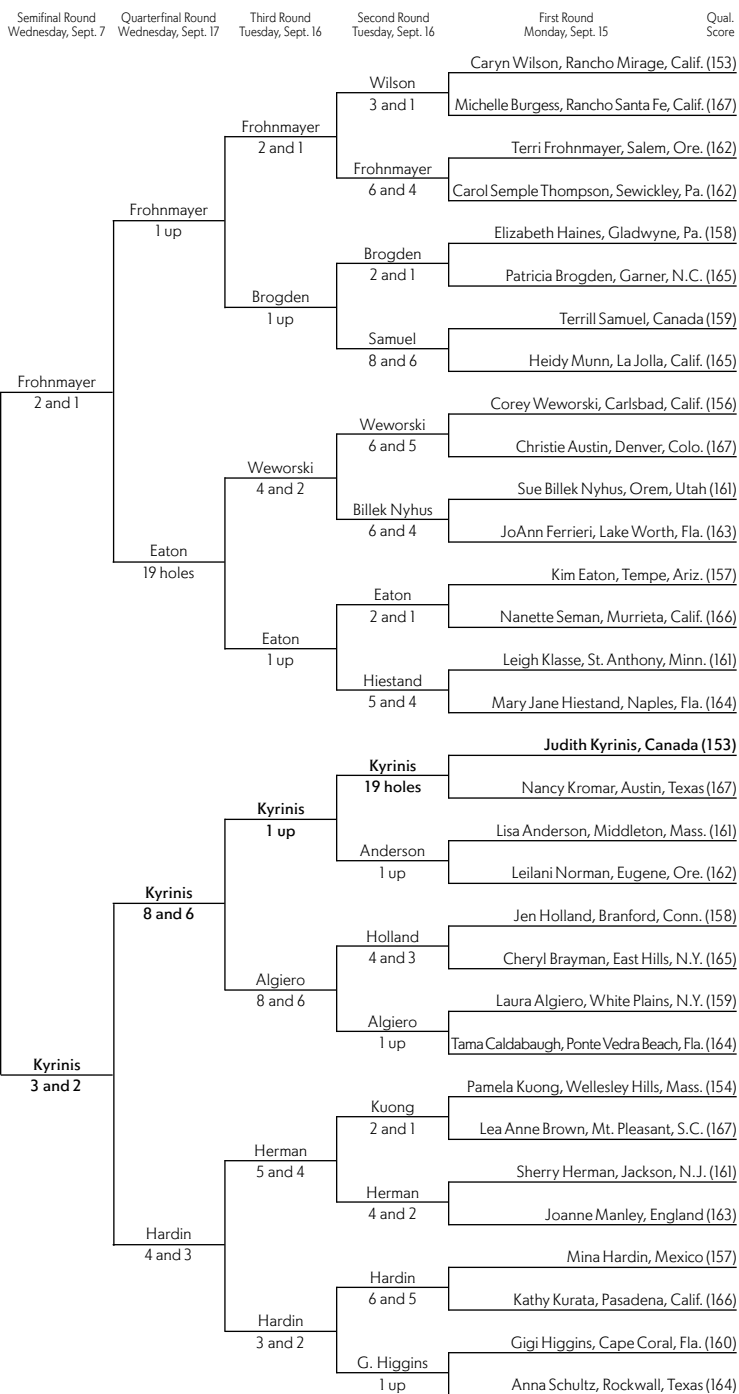 Semifinal Round
Wednesday, Sept. 7
Quarterfinal Round
Wednesday, Sept. 17
Third Round
Tuesday, Sept. 16
Second Round
Tuesday, Sept. 16
First Round
Monday, Sept. 15
Qual.
Score
Caryn Wilson, Rancho Mirage, Calif. (153)
Wilson
3 and 1
Michelle Burgess, Rancho Santa Fe, Calif. (167)
Frohnmayer
2 and 1
Terri Frohnmayer, Salem, Ore. (162)
Frohnmayer
6 and 4
Carol Semple Thompson, Sewickley, Pa. (162)
Frohnmayer
1 up
Elizabeth Haines, Gladwyne, Pa. (158)
Brogden
2 and 1
Patricia Brogden, Garner, N.C. (165)
Brogden
1 up
Terrill Samuel, Canada (159)
Samuel
8 and 6
Heidy Munn, La Jolla, Calif. (165)
Frohnmayer
2 and 1
Corey Weworski, Carlsbad, Calif. (156)
Weworski
6 and 5
Christie Austin, Denver, Colo. (167)
Weworski
4 and 2
Sue Billek Nyhus, Orem, Utah (161)
Billek Nyhus
6 and 4
JoAnn Ferrieri, Lake Worth, Fla. (163)
Eaton
19 holes
Kim Eaton, Tempe, Ariz. (157)
Eaton
2 and 1
Nanette Seman, Murrieta, Calif. (166)
Eaton
1 up
Leigh Klasse, St. Anthony, Minn. (161)
Hiestand
5 and 4
Mary Jane Hiestand, Naples, Fla. (164)
Judith Kyrinis, Canada (153)
Kyrinis
19 holes
Nancy Kromar, Austin, Texas (167)
Kyrinis
1 up
Lisa Anderson, Middleton, Mass. (161)
Anderson
1 up
Leilani Norman, Eugene, Ore. (162)
Kyrinis
8 and 6
Jen Holland, Branford, Conn. (158)
Holland
4 and 3
Cheryl Brayman, East Hills, N.Y. (165)
Algiero
8 and 6
Laura Algiero, White Plains, N.Y. (159)
Algiero
1 up
Tama Caldabaugh, Ponte Vedra Beach, Fla. (164)
Kyrinis
3 and 2
Pamela Kuong, Wellesley Hills, Mass. (154)
Kuong
2 and 1
Lea Anne Brown, Mt. Pleasant, S.C. (167)
Herman
5 and 4
Sherry Herman, Jackson, N.J. (161)
Herman
4 and 2
Joanne Manley, England (163)
Hardin
4 and 3
Mina Hardin, Mexico (157)
Hardin
6 and 5
Kathy Kurata, Pasadena, Calif. (166)
Hardin
3 and 2
Gigi Higgins, Cape Coral, Fla. (160)
G. Higgins
1 up
Anna Schultz, Rockwall, Texas (164)